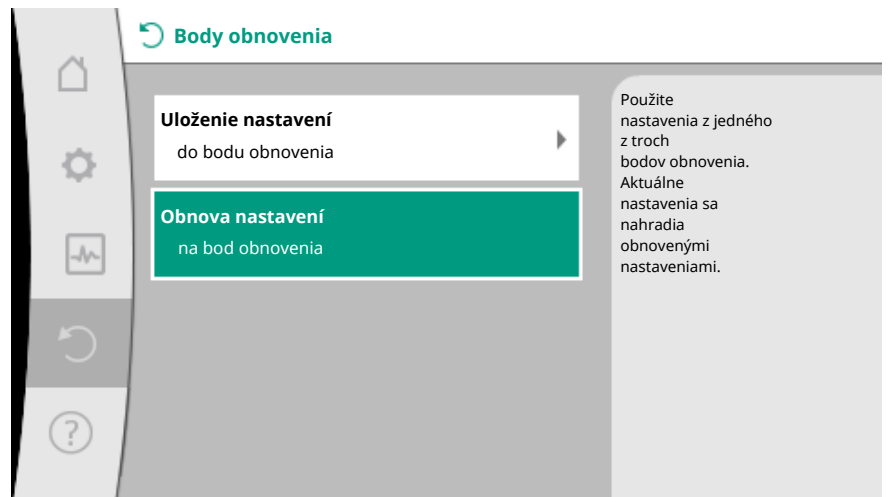 Body obnovenia
Uloženie nastavení
do bodu obnovenia
Obnova nastavení
na bod obnovenia
Použite
nastavenia z jedného
z troch
bodov obnovenia.
Aktuálne
nastavenia sa
nahradia
obnovenými
nastaveniami.
?